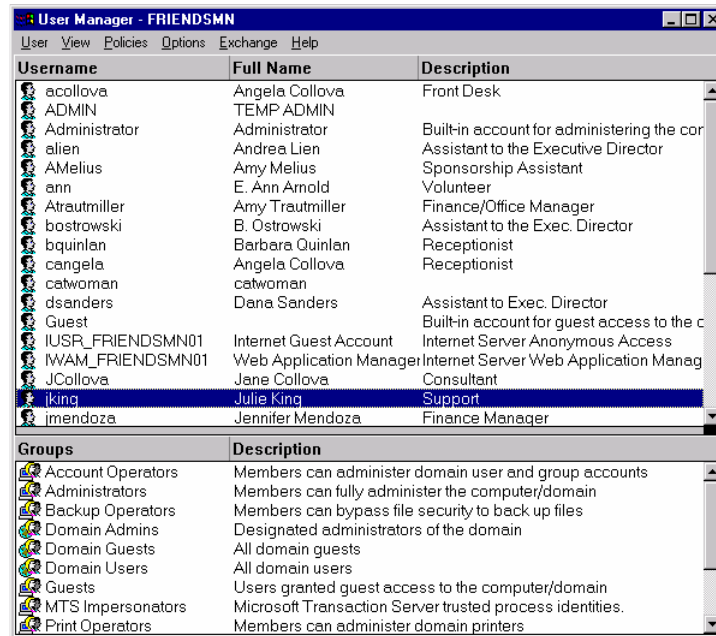 User Manager - FRIENDSMN
User View Policies Options Exchange Help
Username Full Name Description
acollova Angela Collova Front Desk
ADMIN TEMP ADMIN
Administrator Administrator Built-in account for administering the cor
alien Andrea Lien Assistant to the Executive Director
AMelius Amy Melius Sponsorship Assistant
ann E. Ann Arnold Volunteer
Atrautmiller Amy Trautmiller Finance/Office Manager
bostrowski B. Ostrowski Assistant to the Exec. Director
bquinlan Barbara Quinlan Receptionist
cangela Angela Collova Receptionist
catwoman catwoman
dsanders Dana Sanders Assistant to Exec. Director
Guest Built-in account for guest access to the c
IUSR_FRIENDSMN01 Internet Guest Account Internet Server Anonymous Access
IWAM_FRIENDSMN01 Web Application Manager Internet Server Web Application Manag
JCollova Jane Collova Consultant
jking Julie King Support
jmendoza Jennifer Mendoza Finance Manager
Groups Description
Account Operators Members can administer domain user and group accounts
Administrators Members can fully administer the computer/domain
Backup Operators Members can bypass file security to back up files
Domain Admins Designated administrators of the domain
Domain Guests All domain guests
Domain Users All domain users
Guests Users granted guest access to the computer/domain
MTS Impersonators Microsoft Transaction Server trusted process identities.
Print Operators Members can administer domain printers